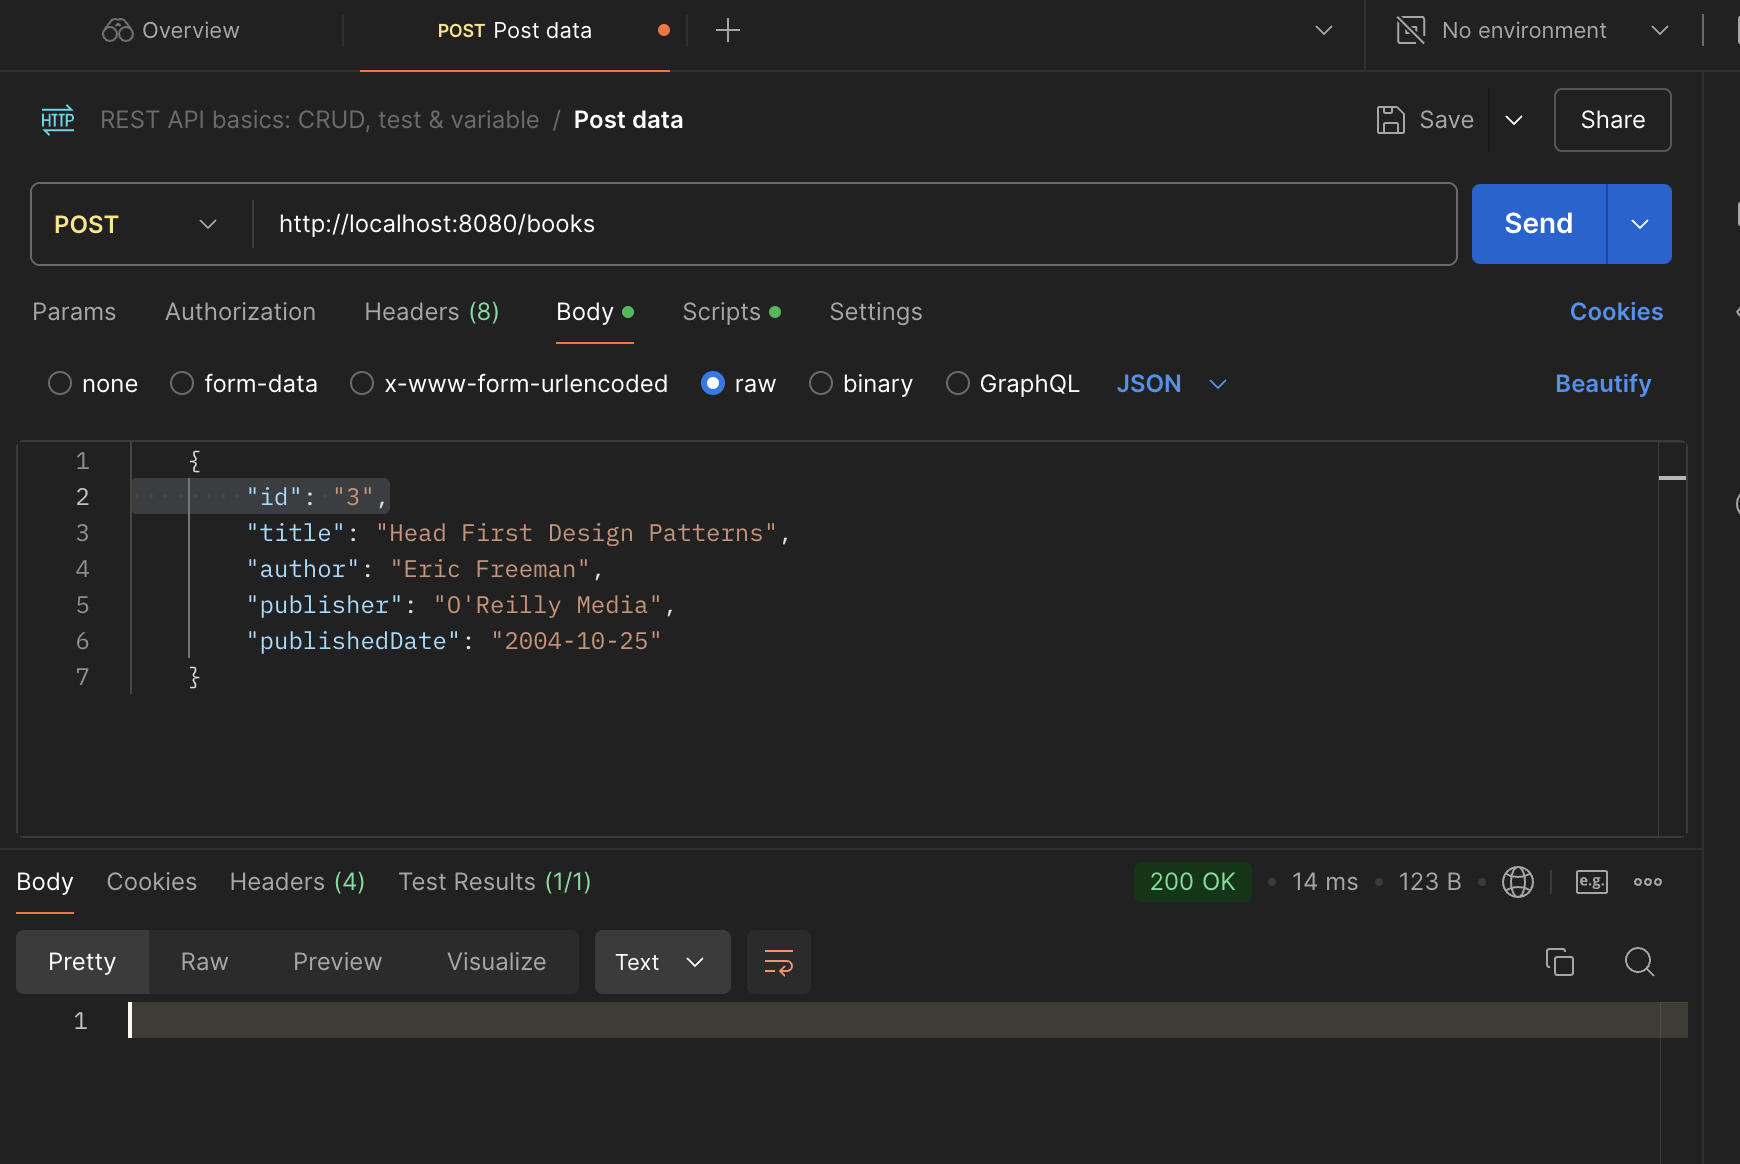 Overview
POST Post data
No environment
HTTP REST API basics: CRUD, test & variable / Post data
Save
Share
POST
http://localhost:8080/books
Send
Params Authorization Headers (8) Body Scripts Settings Cookies
none form-data x-www-form-urlencoded raw binary GraphQL JSON Beautify
1 {
2 "id": "3",
3 "title": "Head First Design Patterns",
4 "author": "Eric Freeman",
5 "publisher": "O'Reilly Media",
6 "publishedDate": "2004-10-25"
7 }
Body Cookies Headers (4) Test Results (1/1) 200 OK • 14 ms • 123 B • e.g.
Pretty Raw Preview Visualize Text
1